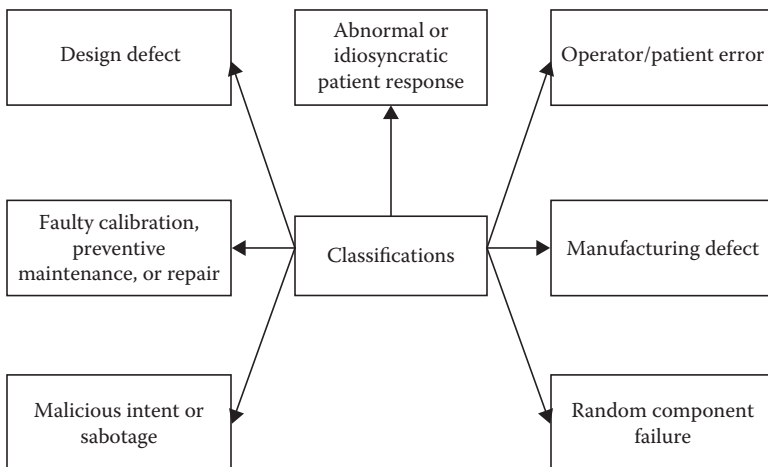 Design defect
Abnormal or
idiosyncratic
patient response
Operator/patient error
Faulty calibration,
preventive
maintenance, or repair
Classifications
Manufacturing defect
Malicious intent or
sabotage
Random component
failure